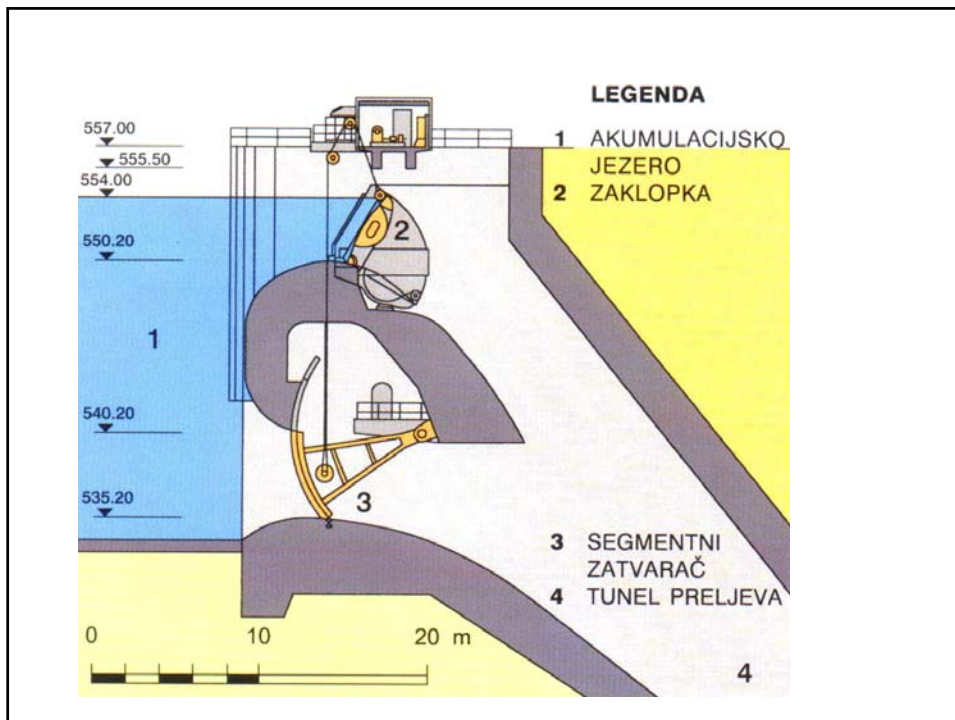 LEGENDA
1 AKUMULACIJSKO
JEZERO
2 ZAKLOPKA
557.00
555.50
554.00
550.20
2
1
540.20
535.20
3
3 SEGMENTNI
ZATVARAČ
4 TUNEL PRELJEVA
0 10 20 m
4